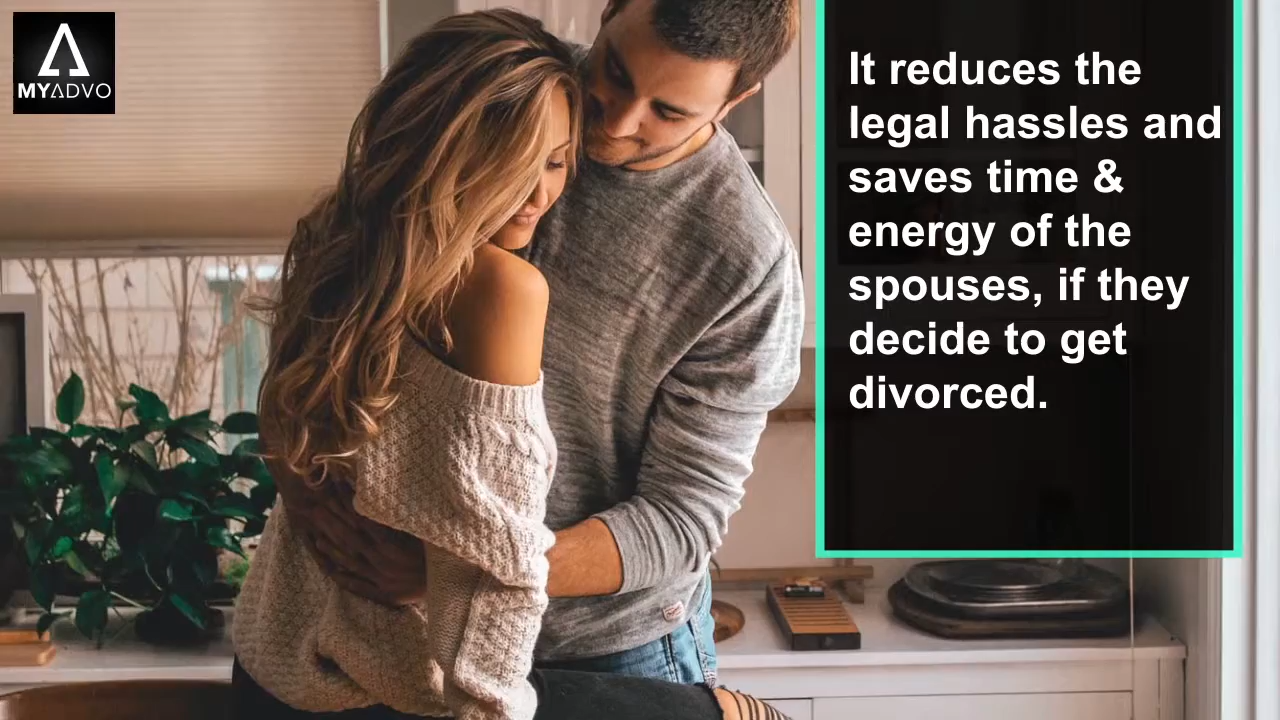 MYADVO
It reduces the
legal hassles and
saves time &
energy of the
spouses, if they
decide to get
divorced.